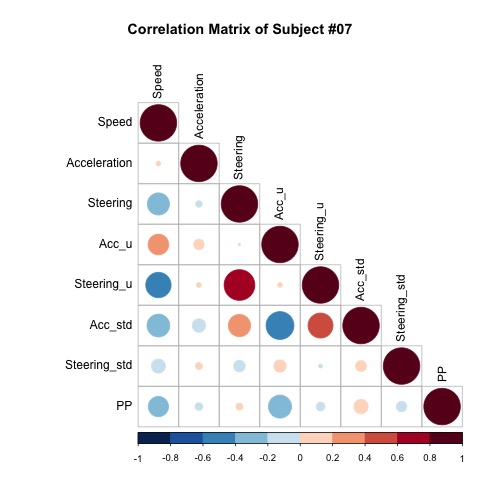 Correlation Matrix of Subject #07
Speed
Acceleration
Steering
Acc_u
Steering_u
Acc_std
Steering_std
PP
Speed
Acceleration
Steering
Acc_u
Steering_u
Acc_std
Steering_std
PP
-1 -0.8 -0.6 -0.4 -0.2 0 0.2 0.4 0.6 0.8 1